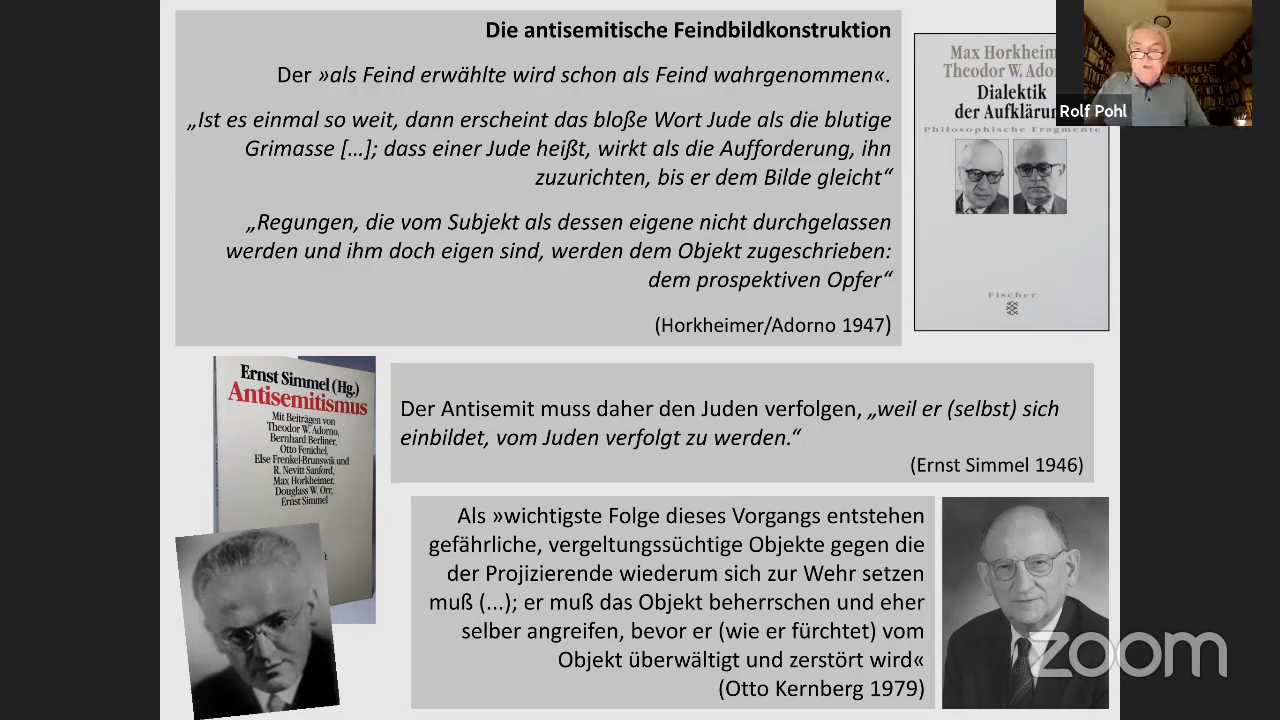 Die antisemitische Feindbildkonstruktion
Der »als Feind erwählte wird schon als Feind wahrgenommen«.
„Ist es einmal so weit, dann erscheint das bloße Wort Jude als die blutige
Grimasse [...]; dass einer Jude heißt, wirkt als die Aufforderung, ihn
zuzurichten, bis er dem Bilde gleicht“
„Regungen, die vom Subjekt als dessen eigene nicht durchgelassen
werden und ihm doch eigen sind, werden dem Objekt zugeschrieben:
dem prospektiven Opfer“
(Horkheimer/Adorno 1947)
Max Horkheim
Theodor W. Ador
Dialektik
der Aufklärun
Philosophische Fragmente
Fischer
Rolf Pohl
Ernst Simmel (Hg.)
Antisemitismus
Mit Beiträgen von
Theodor W. Adorno,
Bernhard Berliner,
Otto Fenichel,
Else Frenkel-Brunswik und
R. Nevitt Sanford,
Max Horkheimer,
Douglass W. Orr,
Ernst Simmel
Der Antisemit muss daher den Juden verfolgen, „weil er (selbst) sich
einbildet, vom Juden verfolgt zu werden.“
(Ernst Simmel 1946)
Als »wichtigste Folge dieses Vorgangs entstehen
gefährliche, vergeltungssüchtige Objekte gegen die
der Projizierende wiederum sich zur Wehr setzen
muß (...); er muß das Objekt beherrschen und eher
selber angreifen, bevor er (wie er fürchtet) vom
Objekt überwältigt und zerstört wird«
(Otto Kernberg 1979)
zoom